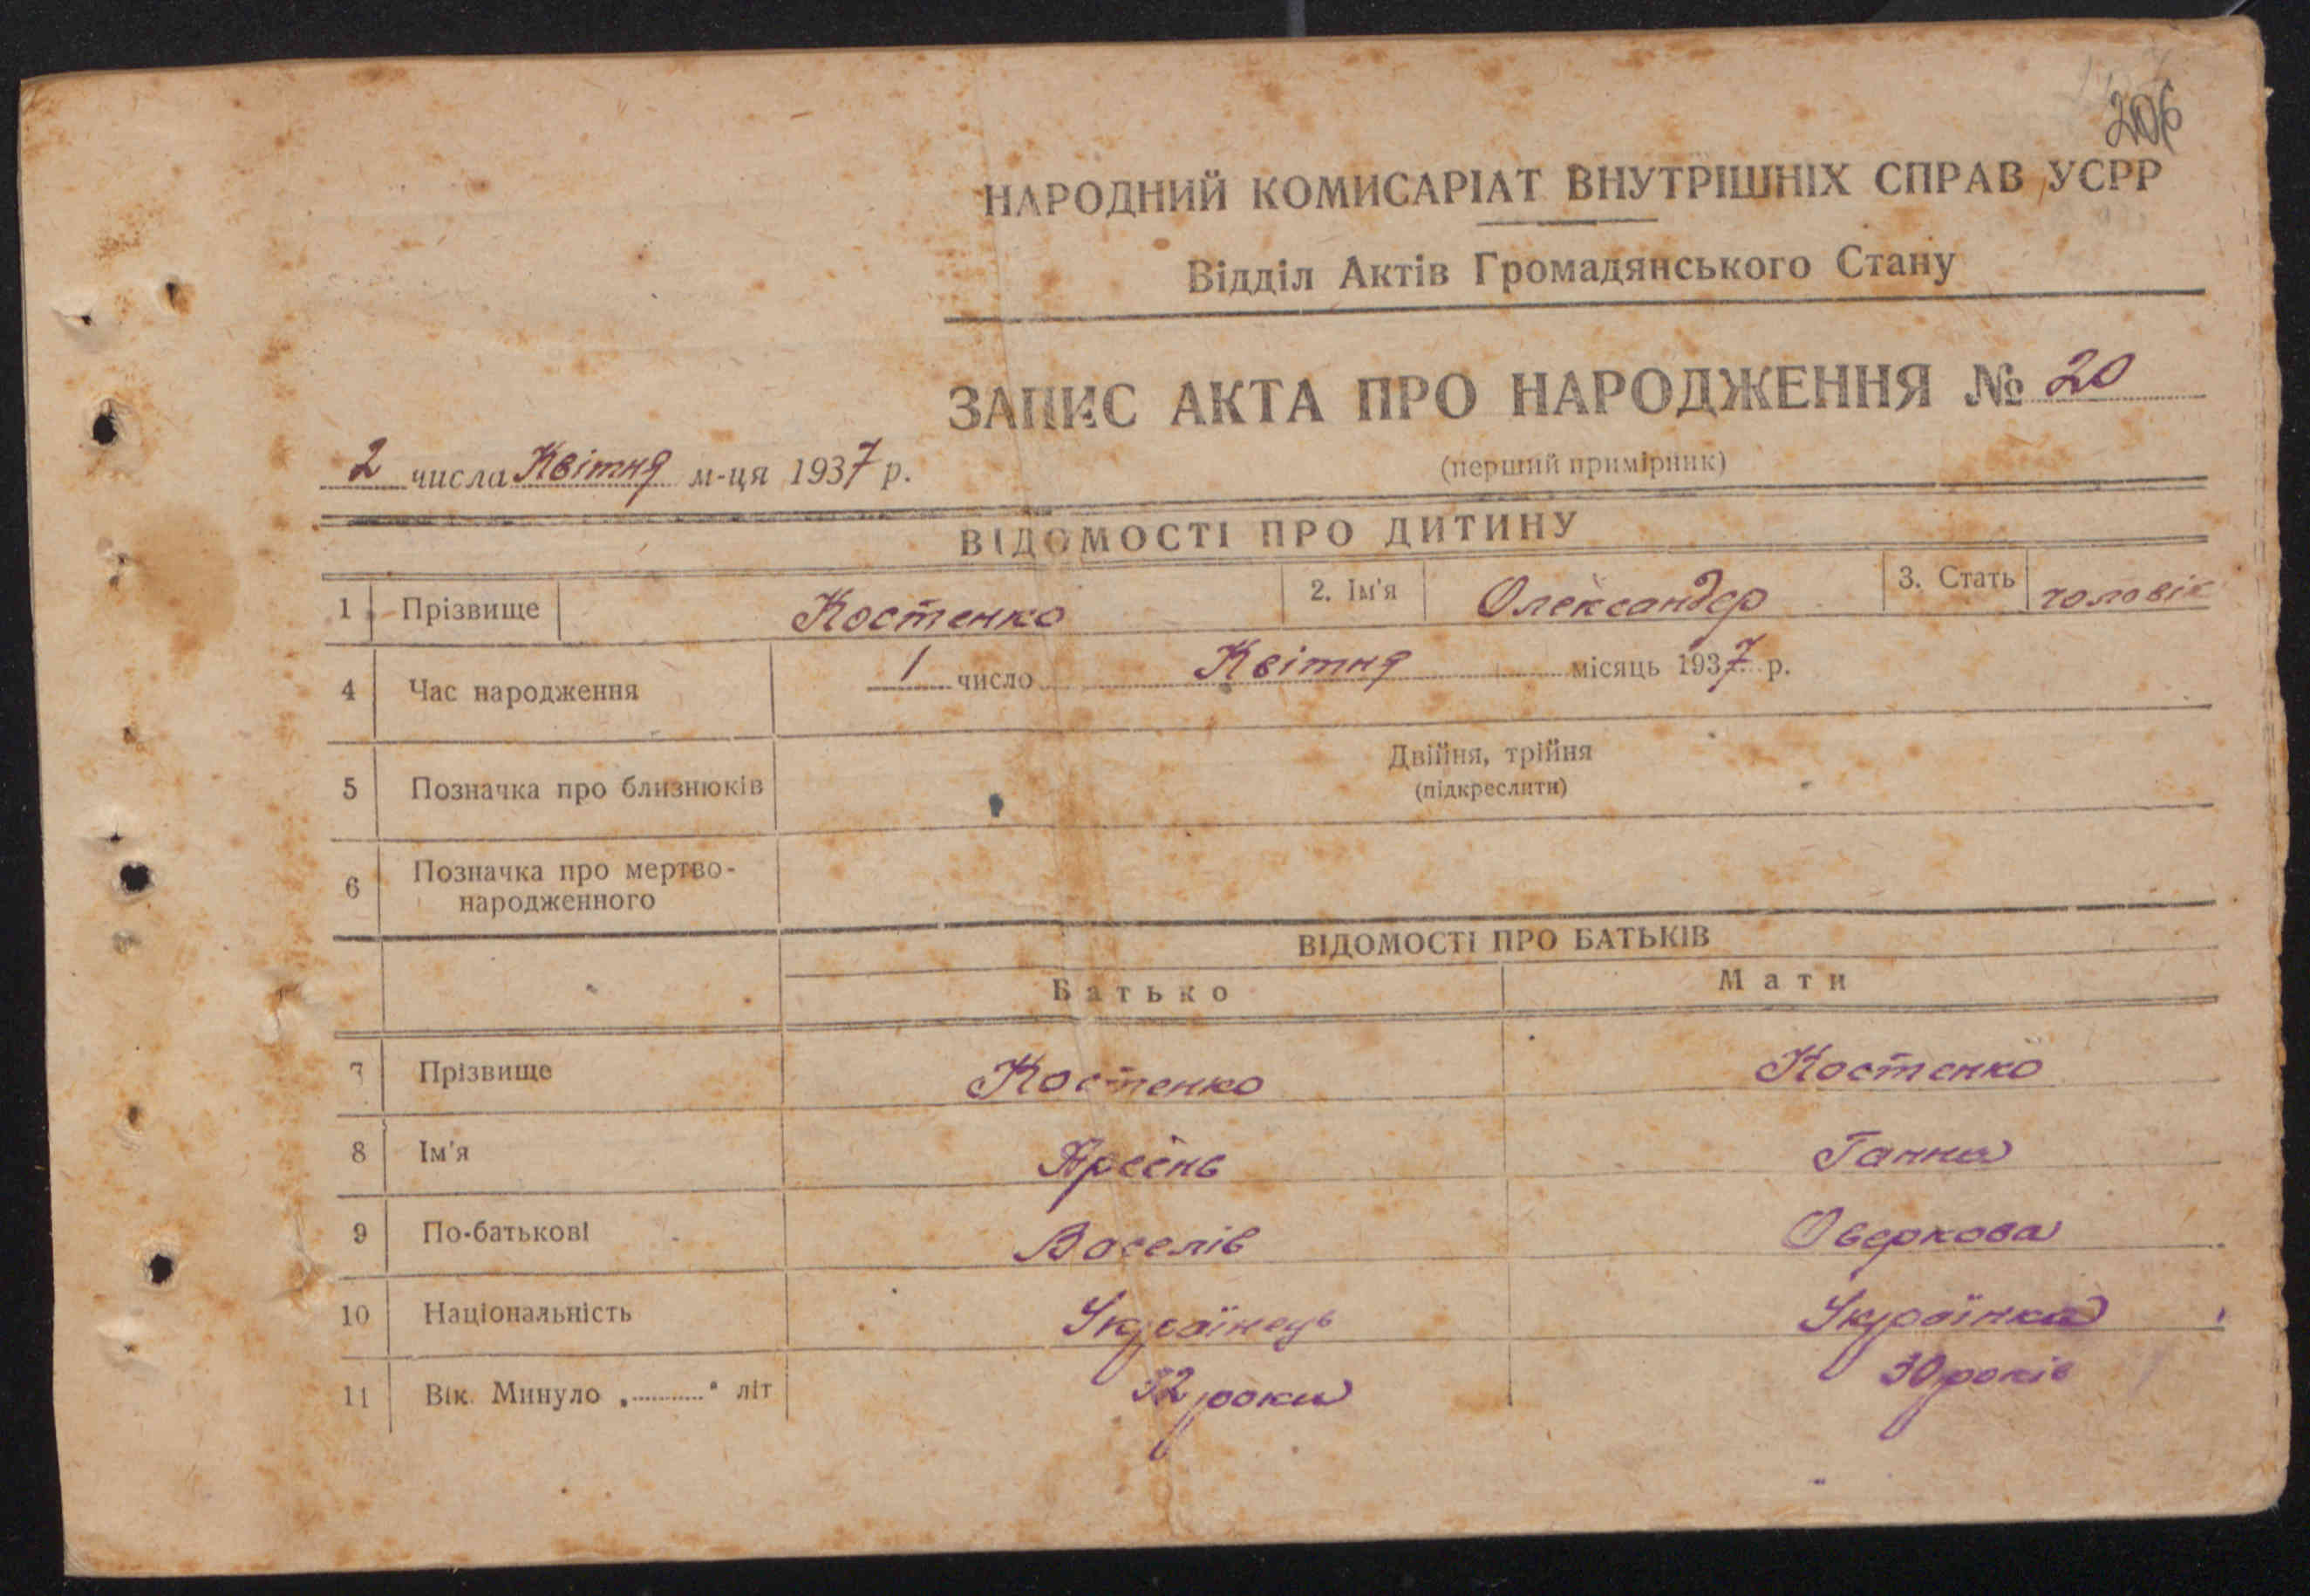 206
НАРОДНИЙ КОМИСАРІАТ ВНУТРІШНІХ СПРАВ УСРР
Відділ Актів Громадянського Стану
ЗАПИС АКТА ПРО НАРОДЖЕННЯ № 20
(перший примірник)
2 числа Квітня м-ця 1937 р.
ВІДОМОСТІ ПРО ДИТИНУ
1 Прізвище Костенко 2. Ім'я Олександер 3. Стать чоловік
4 Час народження 1 число Квітня місяць 1937 р.
5 Позначка про близнюків Двійня, трійня
(підкреслити)
6 Позначка про мертво-
народженного
ВІДОМОСТІ ПРО БАТЬКІВ
Батько Мати
7 Прізвище Костенко Костенко
8 Ім'я Арсень Ганна
9 По-батькові Васелів Оверкова
10 Національність Українець Українка
11 Вік. Минуло „ " літ 32 роки 30 років